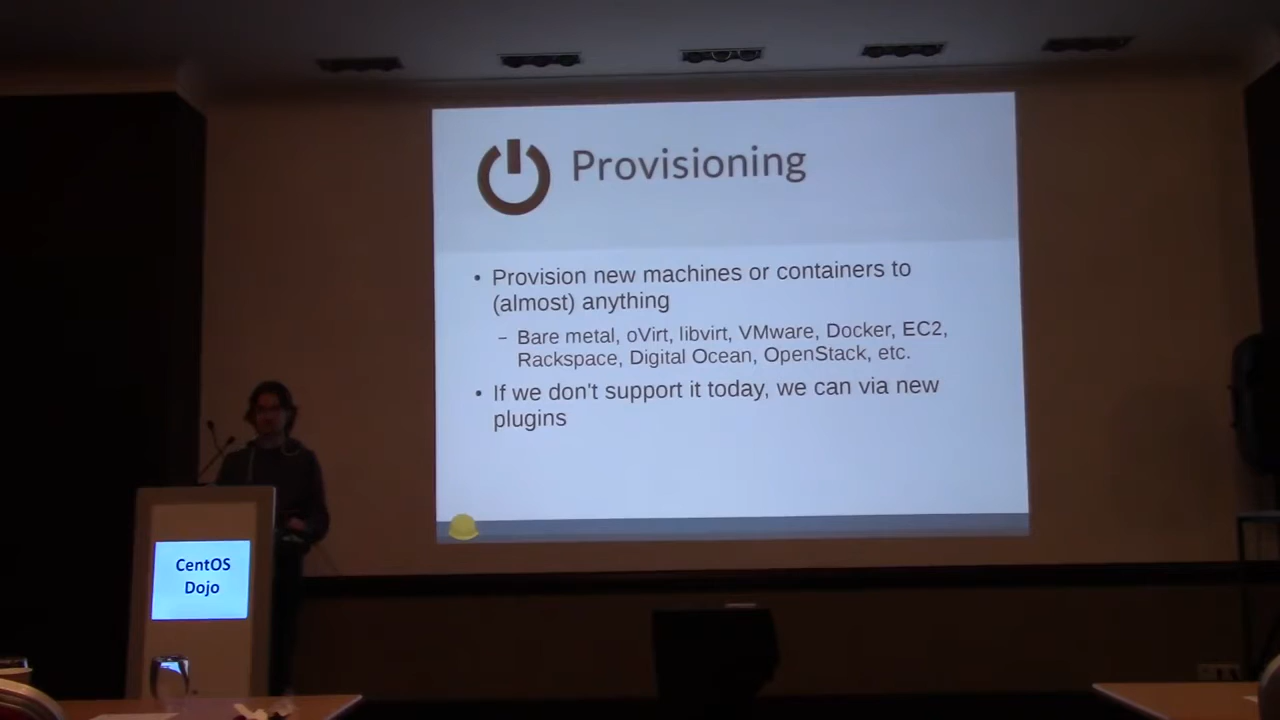 Provisioning
• Provision new machines or containers to
(almost) anything
– Bare metal, oVirt, libvirt, VMware, Docker, EC2,
Rackspace, Digital Ocean, OpenStack, etc.
• If we don't support it today, we can via new
plugins
CentOS
Dojo